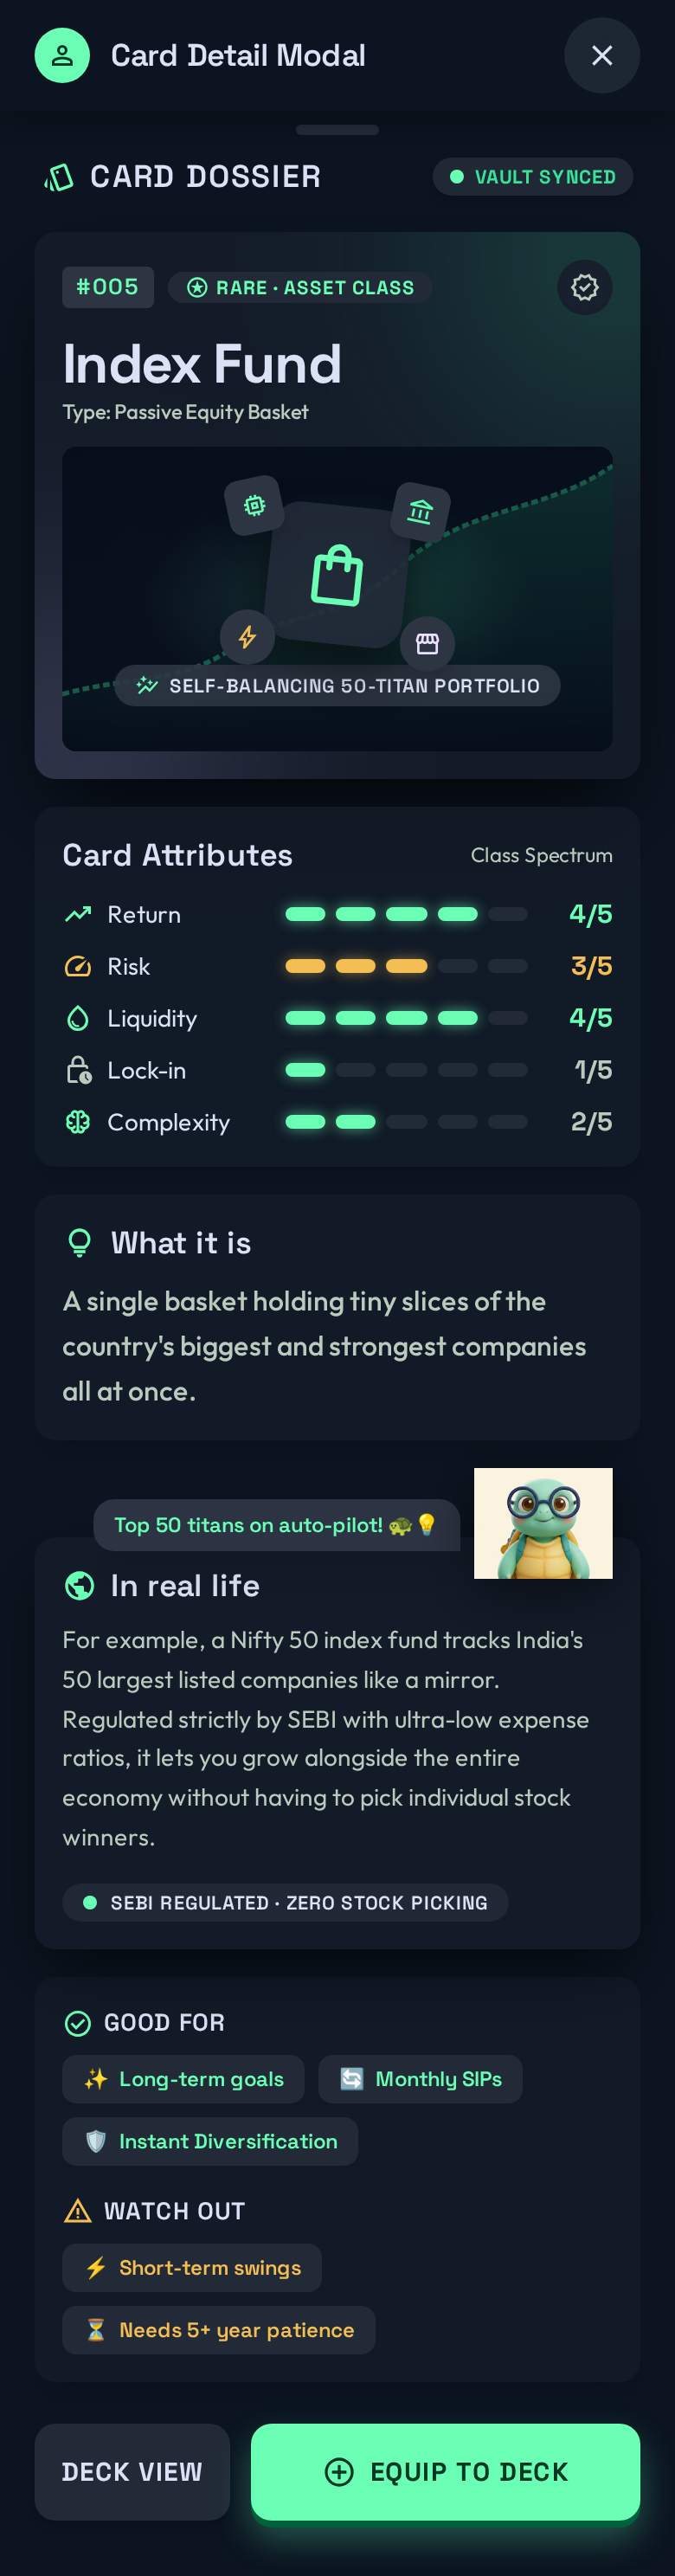 Card Detail Modal
CARD DOSSIER
VAULT SYNCED
#005
RARE · ASSET CLASS
Index Fund
Type: Passive Equity Basket
SELF-BALANCING 50-TITAN PORTFOLIO
Card Attributes
Class Spectrum
Return 4/5
Risk 3/5
Liquidity 4/5
Lock-in 1/5
Complexity 2/5
What it is
A single basket holding tiny slices of the
country's biggest and strongest companies
all at once.
Top 50 titans on auto-pilot! 🐢💡
In real life
For example, a Nifty 50 index fund tracks India's
50 largest listed companies like a mirror.
Regulated strictly by SEBI with ultra-low expense
ratios, it lets you grow alongside the entire
economy without having to pick individual stock
winners.
SEBI REGULATED · ZERO STOCK PICKING
GOOD FOR
✨ Long-term goals
🔄 Monthly SIPs
🛡️ Instant Diversification
WATCH OUT
⚡ Short-term swings
⏳ Needs 5+ year patience
DECK VIEW
EQUIP TO DECK